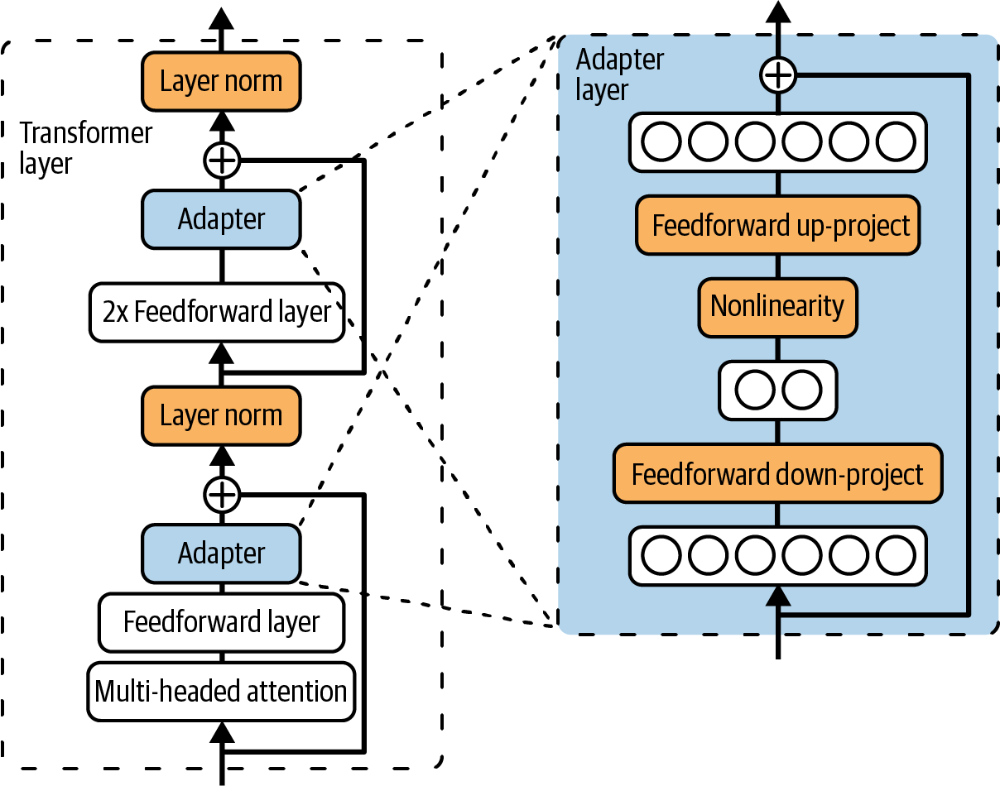 Layer norm
Transformer
layer
Adapter
2x Feedforward layer
Layer norm
Adapter
Feedforward layer
Multi-headed attention
Adapter
layer
Feedforward up-project
Nonlinearity
Feedforward down-project